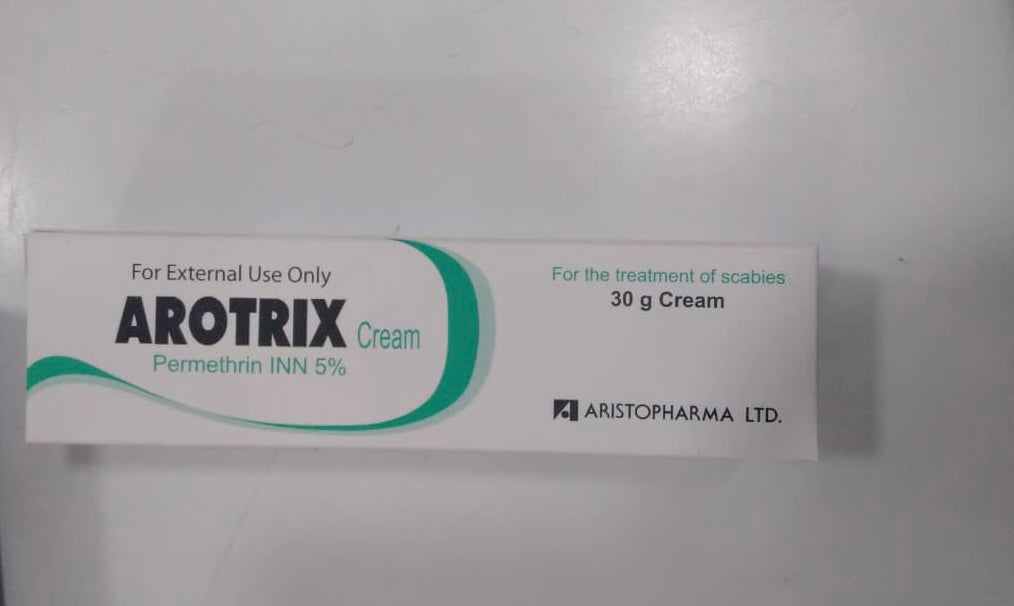 For External Use Only
AROTRIX Cream
Permethrin INN 5%
For the treatment of scabies
30 g Cream
ARISTOPHARMA LTD.